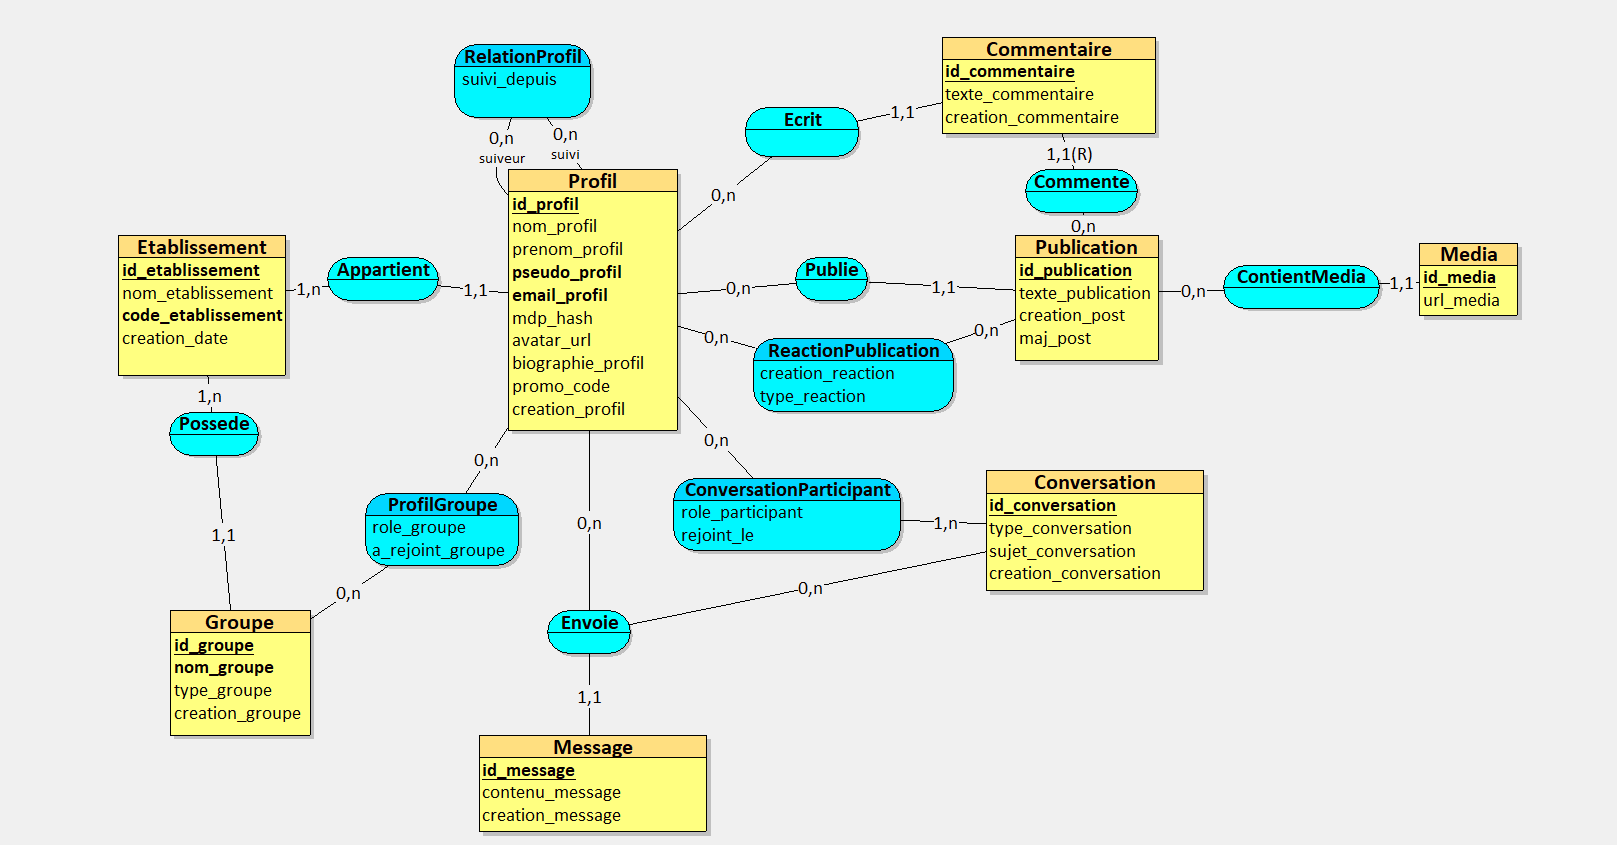 RelationProfil
suivi_depuis
0,n
suiveur
0,n
suivi
Commentaire
id_commentaire
texte_commentaire
creation_commentaire
Ecrit
1,1
0,n
1,1(R)
Commente
0,n
Profil
id_profil
nom_profil
prenom_profil
pseudo_profil
email_profil
mdp_hash
avatar_url
biographie_profil
promo_code
creation_profil
Etablissement
id_etablissement
nom_etablissement
code_etablissement
creation_date
1,n
Appartient
1,1
0,n
Publie
1,1
Publication
id_publication
texte_publication
creation_post
maj_post
0,n
ContientMedia
1,1
Media
id_media
url_media
0,n
ReactionPublication
creation_reaction
type_reaction
0,n
1,n
Possede
1,1
0,n
ProfilGroupe
role_groupe
a_rejoint_groupe
0,n
0,n
ConversationParticipant
role_participant
rejoint_le
1,n
Conversation
id_conversation
type_conversation
sujet_conversation
creation_conversation
0,n
0,n
Envoie
1,1
Groupe
id_groupe
nom_groupe
type_groupe
creation_groupe
Message
id_message
contenu_message
creation_message